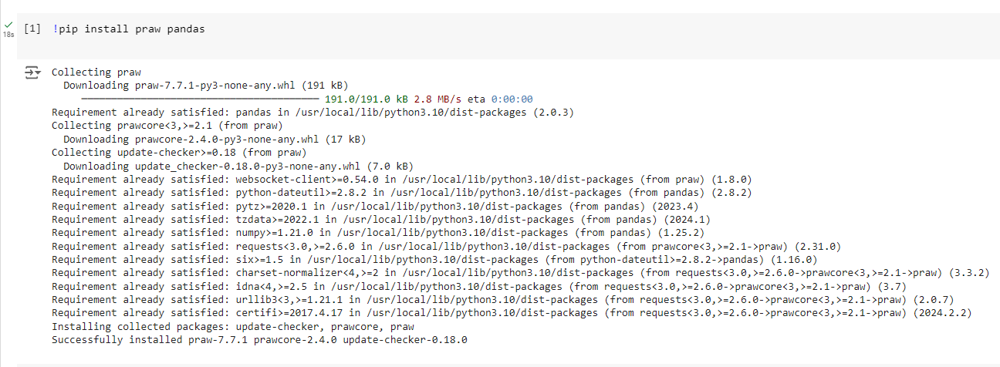 [1] !pip install praw pandas
18s
Collecting praw
Downloading praw-7.7.1-py3-none-any.whl (191 kB)
191.0/191.0 kB 2.8 MB/s eta 0:00:00
Requirement already satisfied: pandas in /usr/local/lib/python3.10/dist-packages (2.0.3)
Collecting prawcore<3,>=2.1 (from praw)
Downloading prawcore-2.4.0-py3-none-any.whl (17 kB)
Collecting update-checker>=0.18 (from praw)
Downloading update_checker-0.18.0-py3-none-any.whl (7.0 kB)
Requirement already satisfied: websocket-client>=0.54.0 in /usr/local/lib/python3.10/dist-packages (from praw) (1.8.0)
Requirement already satisfied: python-dateutil>=2.8.2 in /usr/local/lib/python3.10/dist-packages (from pandas) (2.8.2)
Requirement already satisfied: pytz>=2020.1 in /usr/local/lib/python3.10/dist-packages (from pandas) (2023.4)
Requirement already satisfied: tzdata>=2022.1 in /usr/local/lib/python3.10/dist-packages (from pandas) (2024.1)
Requirement already satisfied: numpy>=1.21.0 in /usr/local/lib/python3.10/dist-packages (from pandas) (1.25.2)
Requirement already satisfied: requests<3.0,>=2.6.0 in /usr/local/lib/python3.10/dist-packages (from prawcore<3,>=2.1->praw) (2.31.0)
Requirement already satisfied: six>=1.5 in /usr/local/lib/python3.10/dist-packages (from python-dateutil>=2.8.2->pandas) (1.16.0)
Requirement already satisfied: charset-normalizer<4,>=2 in /usr/local/lib/python3.10/dist-packages (from requests<3.0,>=2.6.0->prawcore<3,>=2.1->praw) (3.3.2)
Requirement already satisfied: idna<4,>=2.5 in /usr/local/lib/python3.10/dist-packages (from requests<3.0,>=2.6.0->prawcore<3,>=2.1->praw) (3.7)
Requirement already satisfied: urllib3<3,>=1.21.1 in /usr/local/lib/python3.10/dist-packages (from requests<3.0,>=2.6.0->prawcore<3,>=2.1->praw) (2.0.7)
Requirement already satisfied: certifi>=2017.4.17 in /usr/local/lib/python3.10/dist-packages (from requests<3.0,>=2.6.0->prawcore<3,>=2.1->praw) (2024.2.2)
Installing collected packages: update-checker, prawcore, praw
Successfully installed praw-7.7.1 prawcore-2.4.0 update-checker-0.18.0